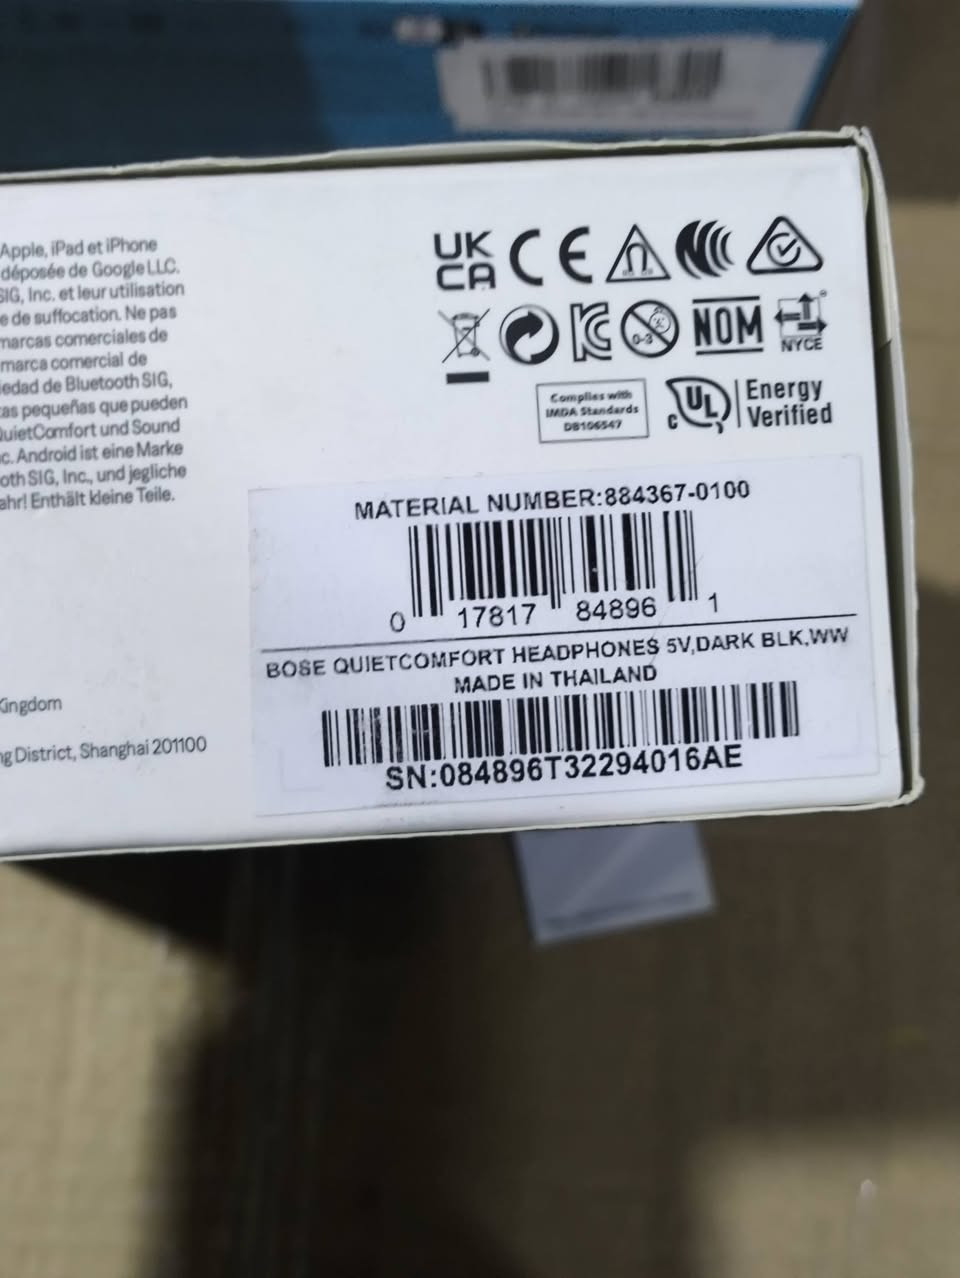 Apple, iPad et iPhone
déposée de Google LLC.
SIG, Inc. et leur utilisation
e de suffocation. Ne pas
marcas comerciales de
marca comercial de
iedad de Bluetooth SIG,
as pequeñas que pueden
QuietComfort und Sound
c. Android ist eine Marke
oth SIG, Inc., und jegliche
ahr! Enthält kleine Teile.
Kingdom
g District, Shanghai 201100
UK
CA
CE
0-3
NOM
NYCE
Complies with
IMDA Standards
DB106547
c UL
Energy
Verified
MATERIAL NUMBER:884367-0100
0 17817 84896 1
BOSE QUIETCOMFORT HEADPHONES 5V,DARK BLK,WW
MADE IN THAILAND
SN:084896T32294016AE